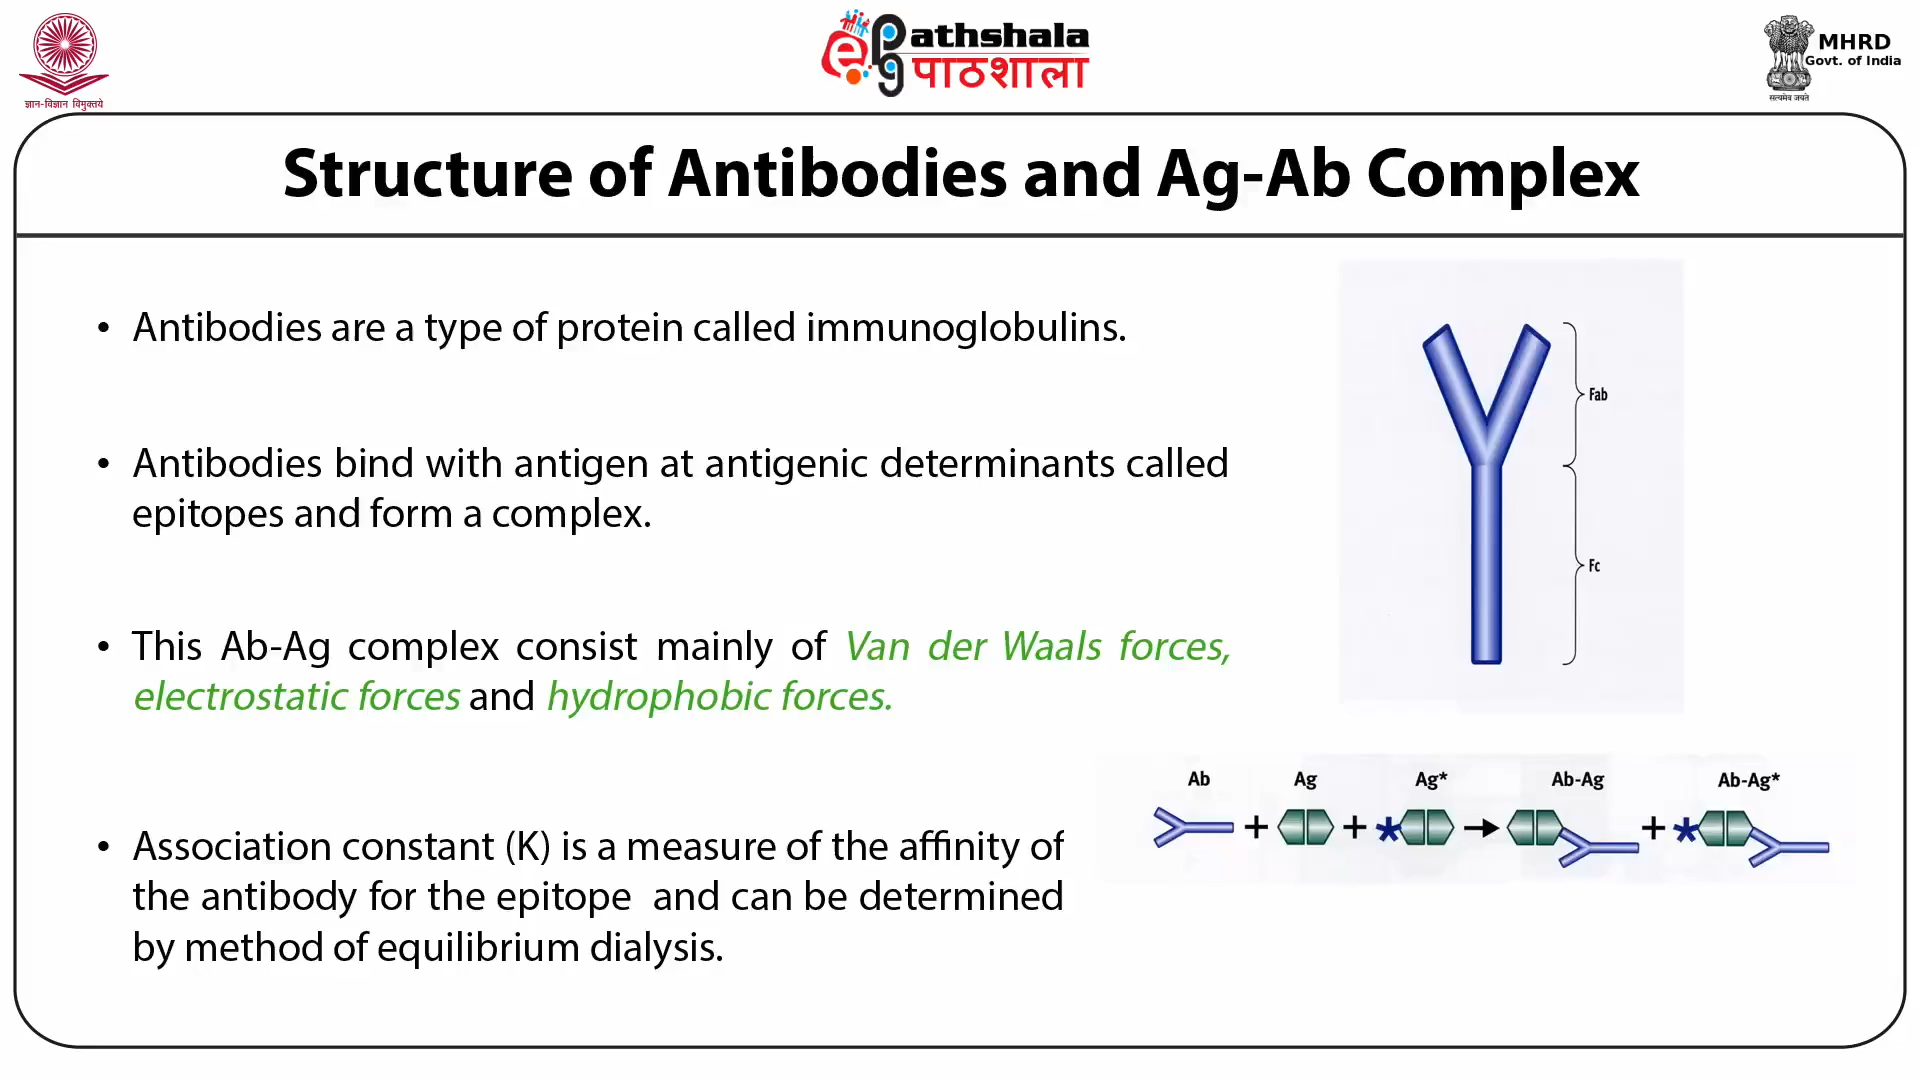 ज्ञान-विज्ञान विमुक्तये
ePathshala
पाठशाला
MHRD
Govt. of India
सत्यमेव जयते
Structure of Antibodies and Ag-Ab Complex
• Antibodies are a type of protein called immunoglobulins.
• Antibodies bind with antigen at antigenic determinants called
epitopes and form a complex.
• This Ab-Ag complex consist mainly of Van der Waals forces,
electrostatic forces and hydrophobic forces.
• Association constant (K) is a measure of the affinity of
the antibody for the epitope and can be determined
by method of equilibrium dialysis.
Fab
Fc
Ab Ag Ag* Ab-Ag Ab-Ag*
+ + * → + *